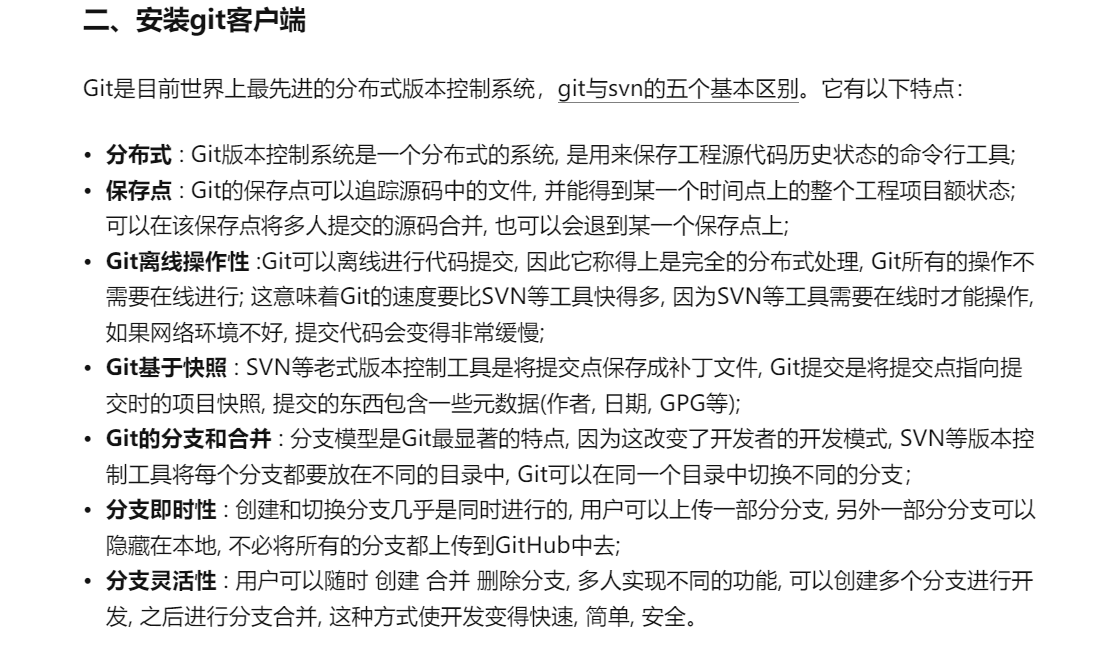 二、安装git客户端
Git是目前世界上最先进的分布式版本控制系统，git与svn的五个基本区别。它有以下特点：
• 分布式 : Git版本控制系统是一个分布式的系统, 是用来保存工程源代码历史状态的命令行工具;
• 保存点 : Git的保存点可以追踪源码中的文件, 并能得到某一个时间点上的整个工程项目额状态;
可以在该保存点将多人提交的源码合并, 也可以会退到某一个保存点上;
• Git离线操作性 :Git可以离线进行代码提交, 因此它称得上是完全的分布式处理, Git所有的操作不
需要在线进行; 这意味着Git的速度要比SVN等工具快得多, 因为SVN等工具需要在线时才能操作,
如果网络环境不好, 提交代码会变得非常缓慢;
• Git基于快照 : SVN等老式版本控制工具是将提交点保存成补丁文件, Git提交是将提交点指向提
交时的项目快照, 提交的东西包含一些元数据(作者, 日期, GPG等);
• Git的分支和合并 : 分支模型是Git最显著的特点, 因为这改变了开发者的开发模式, SVN等版本控
制工具将每个分支都要放在不同的目录中, Git可以在同一个目录中切换不同的分支；
• 分支即时性 : 创建和切换分支几乎是同时进行的, 用户可以上传一部分分支, 另外一部分分支可以
隐藏在本地, 不必将所有的分支都上传到GitHub中去;
• 分支灵活性 : 用户可以随时 创建 合并 删除分支, 多人实现不同的功能, 可以创建多个分支进行开
发, 之后进行分支合并, 这种方式使开发变得快速, 简单, 安全。